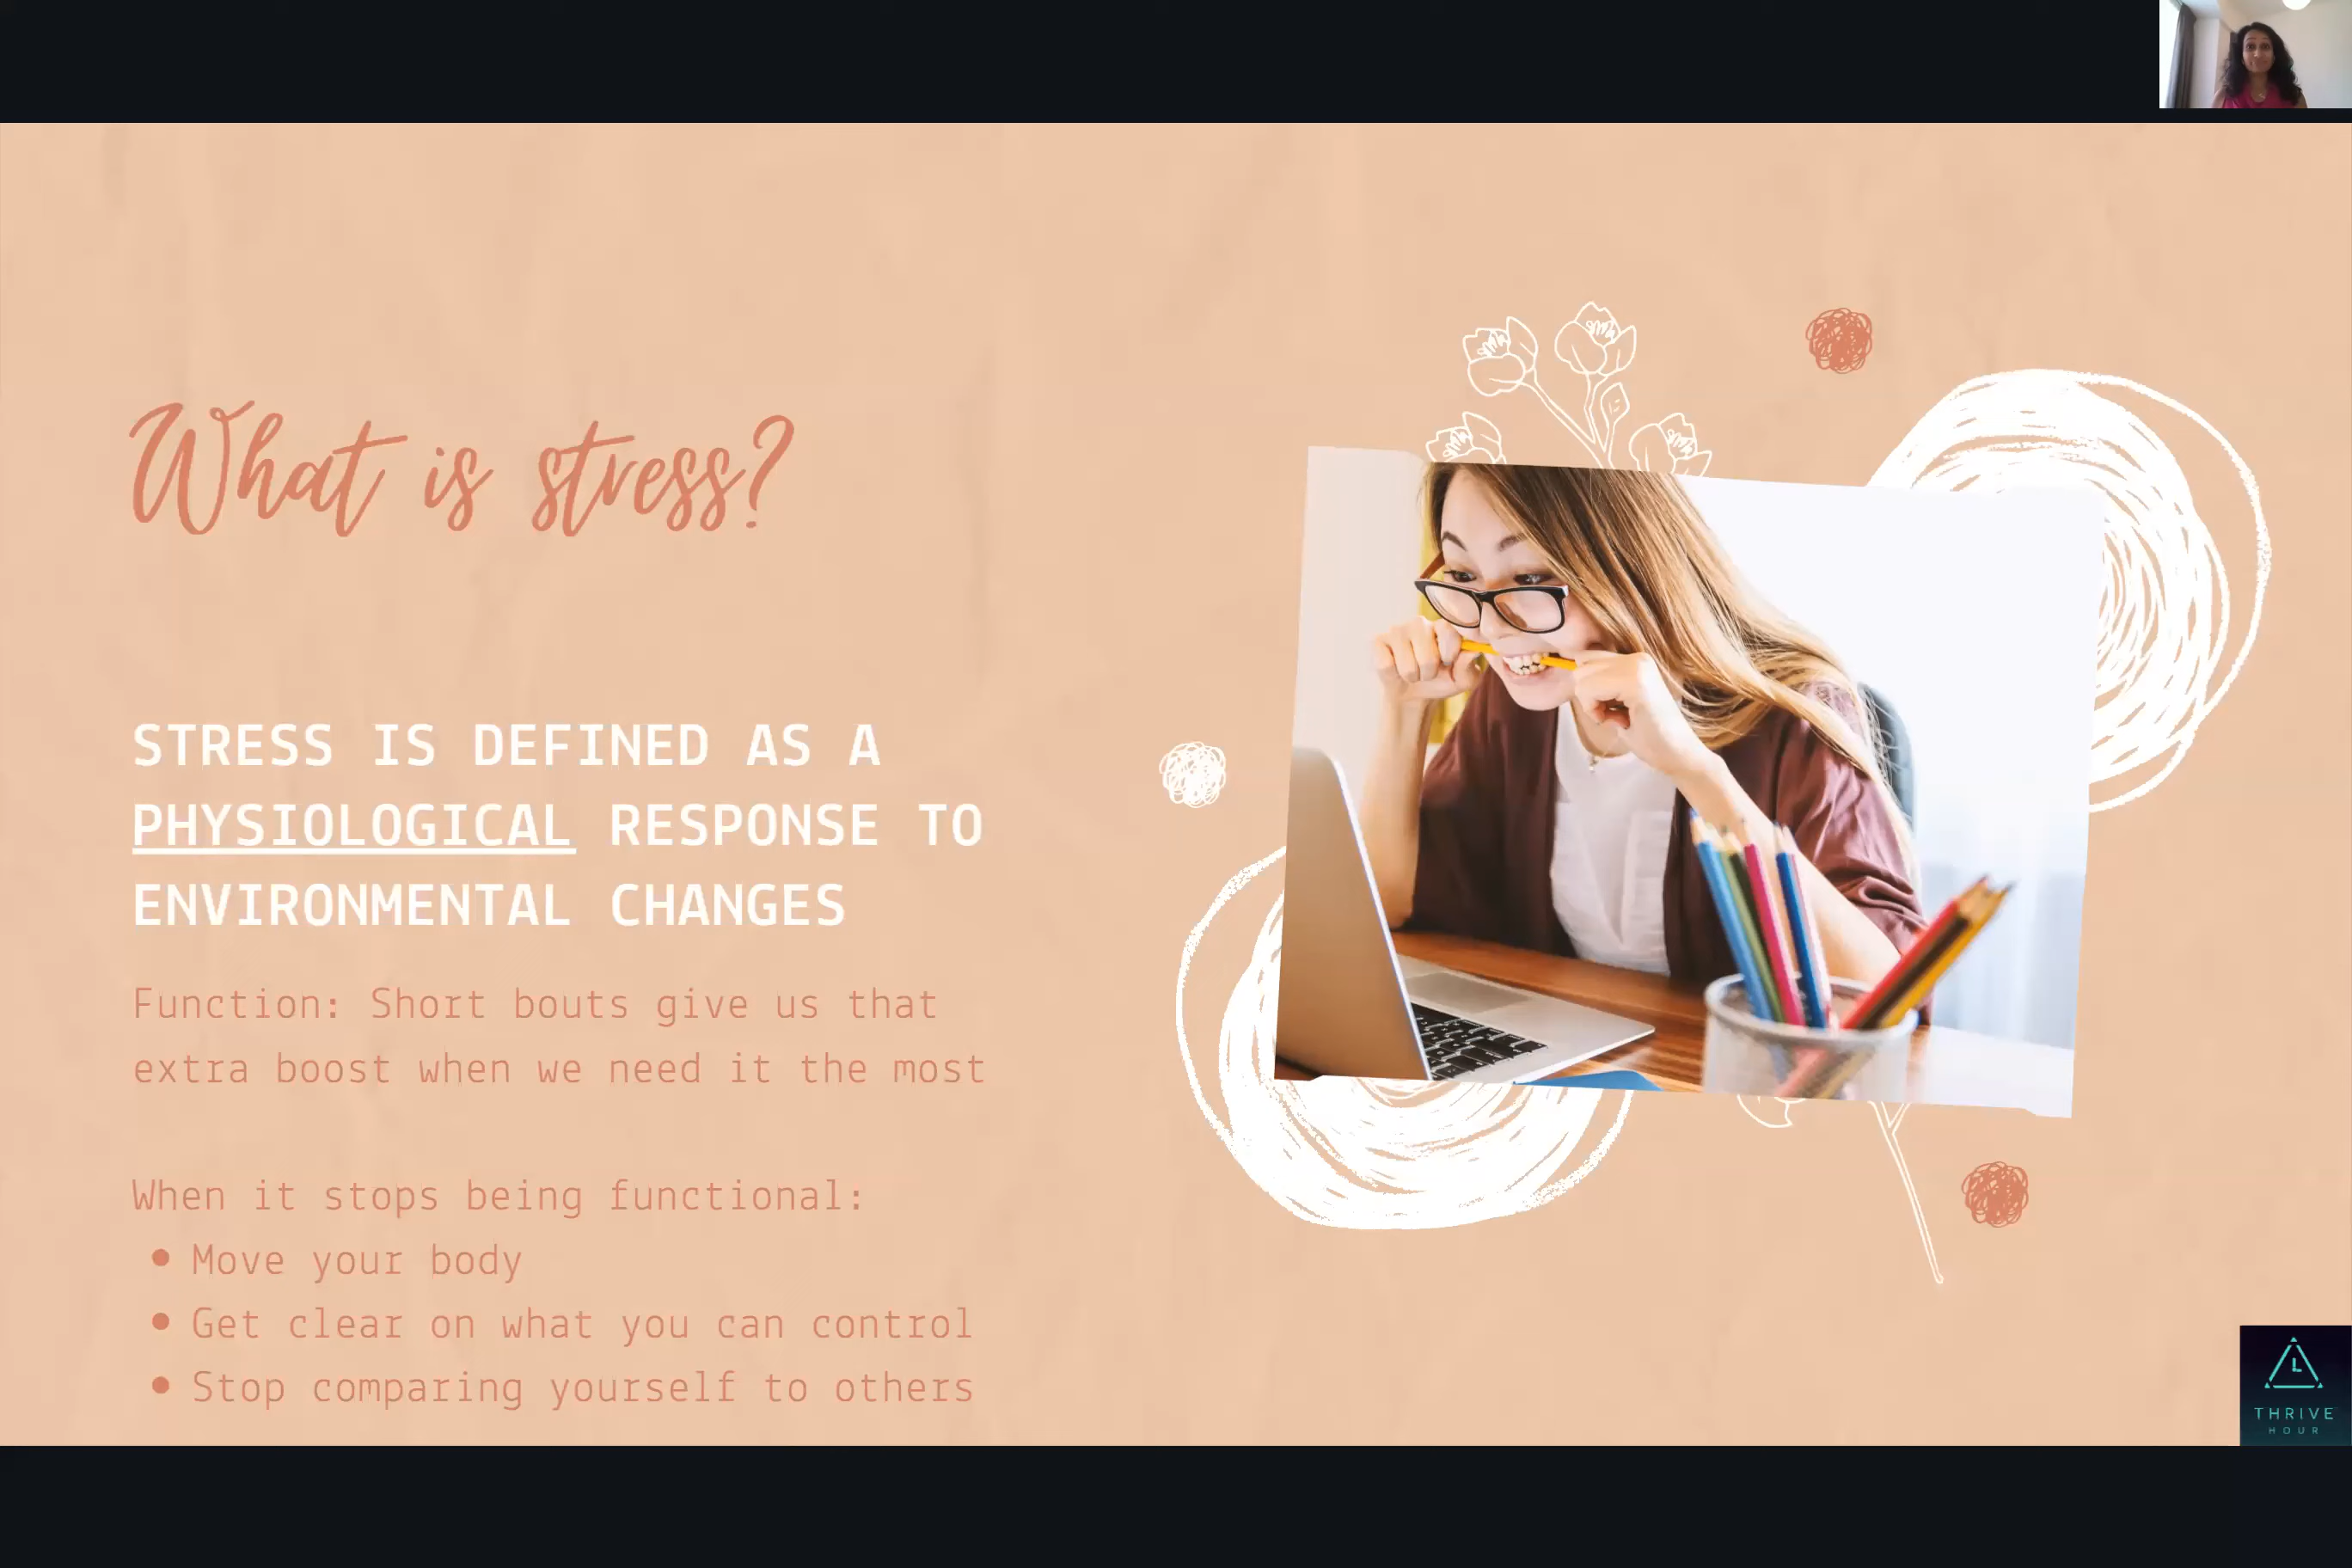 What is stress?
STRESS IS DEFINED AS A
PHYSIOLOGICAL RESPONSE TO
ENVIRONMENTAL CHANGES
Function: Short bouts give us that
extra boost when we need it the most
When it stops being functional:
• Move your body
• Get clear on what you can control
• Stop comparing yourself to others
L
THRIVE
HOUR